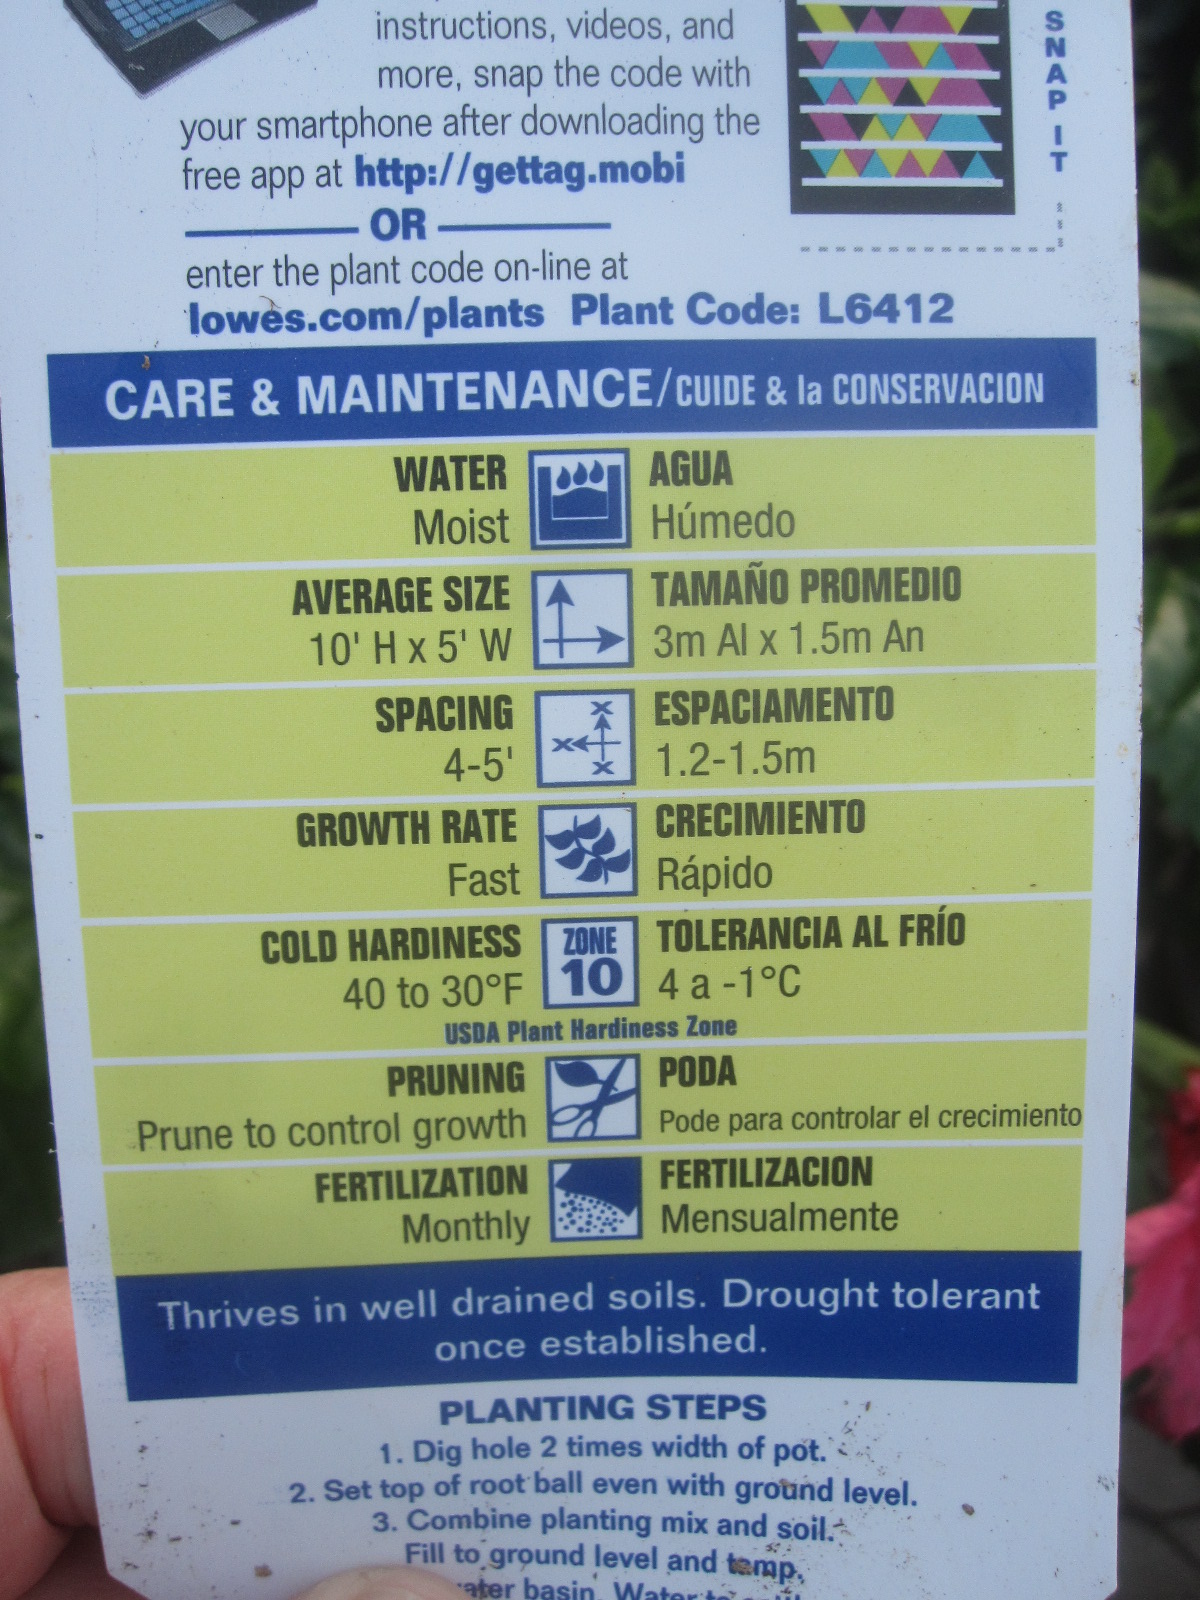 instructions, videos, and
more, snap the code with
your smartphone after downloading the
free app at http://gettag.mobi
OR
enter the plant code on-line at
lowes.com/plants Plant Code: L6412
SNAP IT
CARE & MAINTENANCE/CUIDE & la CONSERVACION
WATER AGUA
Moist Húmedo
AVERAGE SIZE TAMAÑO PROMEDIO
10' H x 5' W 3m Al x 1.5m An
SPACING ESPACIAMENTO
4-5' 1.2-1.5m
GROWTH RATE CRECIMIENTO
Fast Rápido
COLD HARDINESS ZONE TOLERANCIA AL FRÍO
40 to 30°F 10 4 a -1°C
USDA Plant Hardiness Zone
PRUNING PODA
Prune to control growth Pode para controlar el crecimiento
FERTILIZATION FERTILIZACION
Monthly Mensualmente
Thrives in well drained soils. Drought tolerant
once established.
PLANTING STEPS
1. Dig hole 2 times width of pot.
2. Set top of root ball even with ground level.
3. Combine planting mix and soil.
Fill to ground level and tamp.
basin. Water